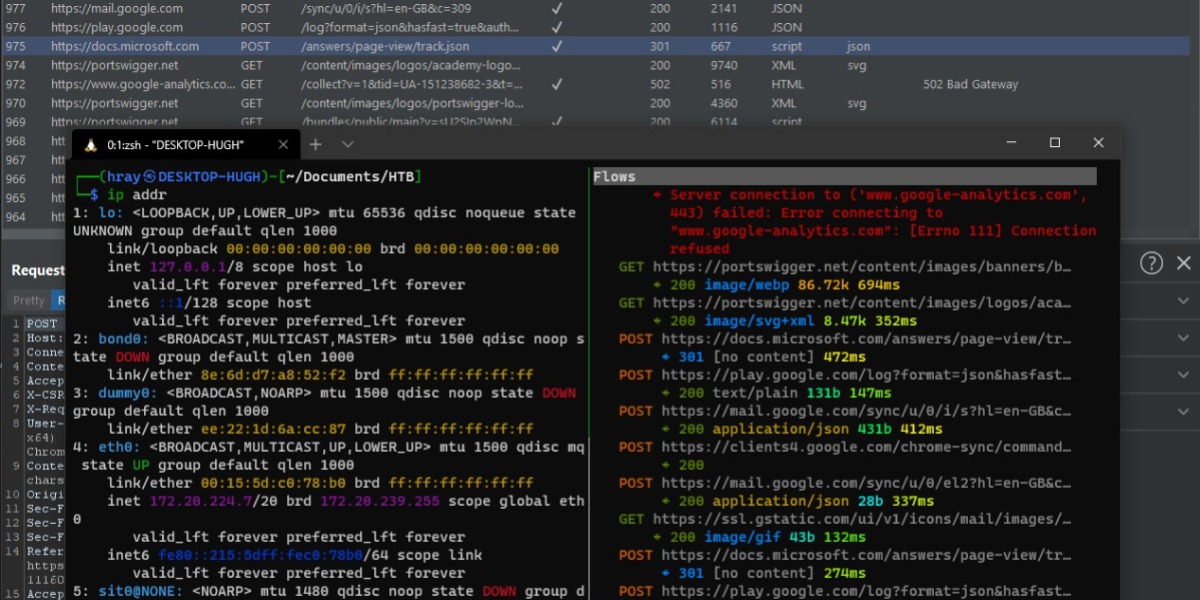 977 https://mail.google.com POST /sync/u/0/i/s?hl=en-GB&c=309 ✓ 200 2141 JSON
976 https://play.google.com POST /log?format=json&hasfast=true&auth... ✓ 200 1116 JSON
975 https://docs.microsoft.com POST /answers/page-view/track.json ✓ 301 667 script json
974 https://portswigger.net GET /content/images/logos/academy-logo... 200 9740 XML svg
972 https://www.google-analytics.co... GET /collect?v=1&tid=UA-151238682-3&t=... ✓ 502 516 HTML 502 Bad Gateway
970 https://portswigger.net GET /content/images/logos/portswigger-lo... 200 4360 XML svg
969 https://portswigger.net GET 200 6114 script
968 htt
967 htt
966 htt
965 htt
964 htt
0:1:zsh - "DESKTOP-HUGH"
┌──(hray㉿DESKTOP-HUGH)-[~/Documents/HTB]
└─$ ip addr
1: lo: <LOOPBACK,UP,LOWER_UP> mtu 65536 qdisc noqueue state
UNKNOWN group default qlen 1000
link/loopback 00:00:00:00:00:00 brd 00:00:00:00:00:00
inet 127.0.0.1/8 scope host lo
valid_lft forever preferred_lft forever
inet6 ::1/128 scope host
valid_lft forever preferred_lft forever
2: bond0: <BROADCAST,MULTICAST,MASTER> mtu 1500 qdisc noop s
tate DOWN group default qlen 1000
link/ether 8e:6d:d7:a8:52:f2 brd ff:ff:ff:ff:ff:ff
3: dummy0: <BROADCAST,NOARP> mtu 1500 qdisc noop state DOWN
group default qlen 1000
link/ether ee:22:1d:6a:cc:87 brd ff:ff:ff:ff:ff:ff
4: eth0: <BROADCAST,MULTICAST,UP,LOWER_UP> mtu 1500 qdisc mq
state UP group default qlen 1000
link/ether 00:15:5d:c0:78:b0 brd ff:ff:ff:ff:ff:ff
inet 172.20.224.7/20 brd 172.20.239.255 scope global eth
0
valid_lft forever preferred_lft forever
inet6 fe80::215:5dff:fec0:78b0/64 scope link
valid_lft forever preferred_lft forever
5: sit0@NONE: <NOARP> mtu 1480 qdisc noop state DOWN group d
Flows
← Server connection to ('www.google-analytics.com',
443) failed: Error connecting to
"www.google-analytics.com": [Errno 111] Connection
refused
GET https://portswigger.net/content/images/banners/b…
← 200 image/webp 86.72k 694ms
GET https://portswigger.net/content/images/logos/aca…
← 200 image/svg+xml 8.47k 352ms
POST https://docs.microsoft.com/answers/page-view/tr…
← 301 [no content] 472ms
POST https://play.google.com/log?format=json&hasfast…
← 200 text/plain 131b 147ms
POST https://mail.google.com/sync/u/0/i/s?hl=en-GB&c…
← 200 application/json 431b 412ms
POST https://clients4.google.com/chrome-sync/command…
← 200
POST https://mail.google.com/sync/u/0/el2?hl=en-GB&c…
← 200 application/json 28b 337ms
GET https://ssl.gstatic.com/ui/v1/icons/mail/images/…
← 200 image/gif 43b 132ms
POST https://docs.microsoft.com/answers/page-view/tr…
← 301 [no content] 274ms
POST https://play.google.com/log?format=json&hasfast…
Request
Pretty R
1 POST
2 Host:
3 Conne
4 Conte
5 Accep
6 X-CSR
7 X-Req
8 User-
x64)
Chrom
9 Conte
chars
10 Origi
11 Sec-F
12 Sec-F
13 Sec-F
14 Refer
https
11160
15 Accep